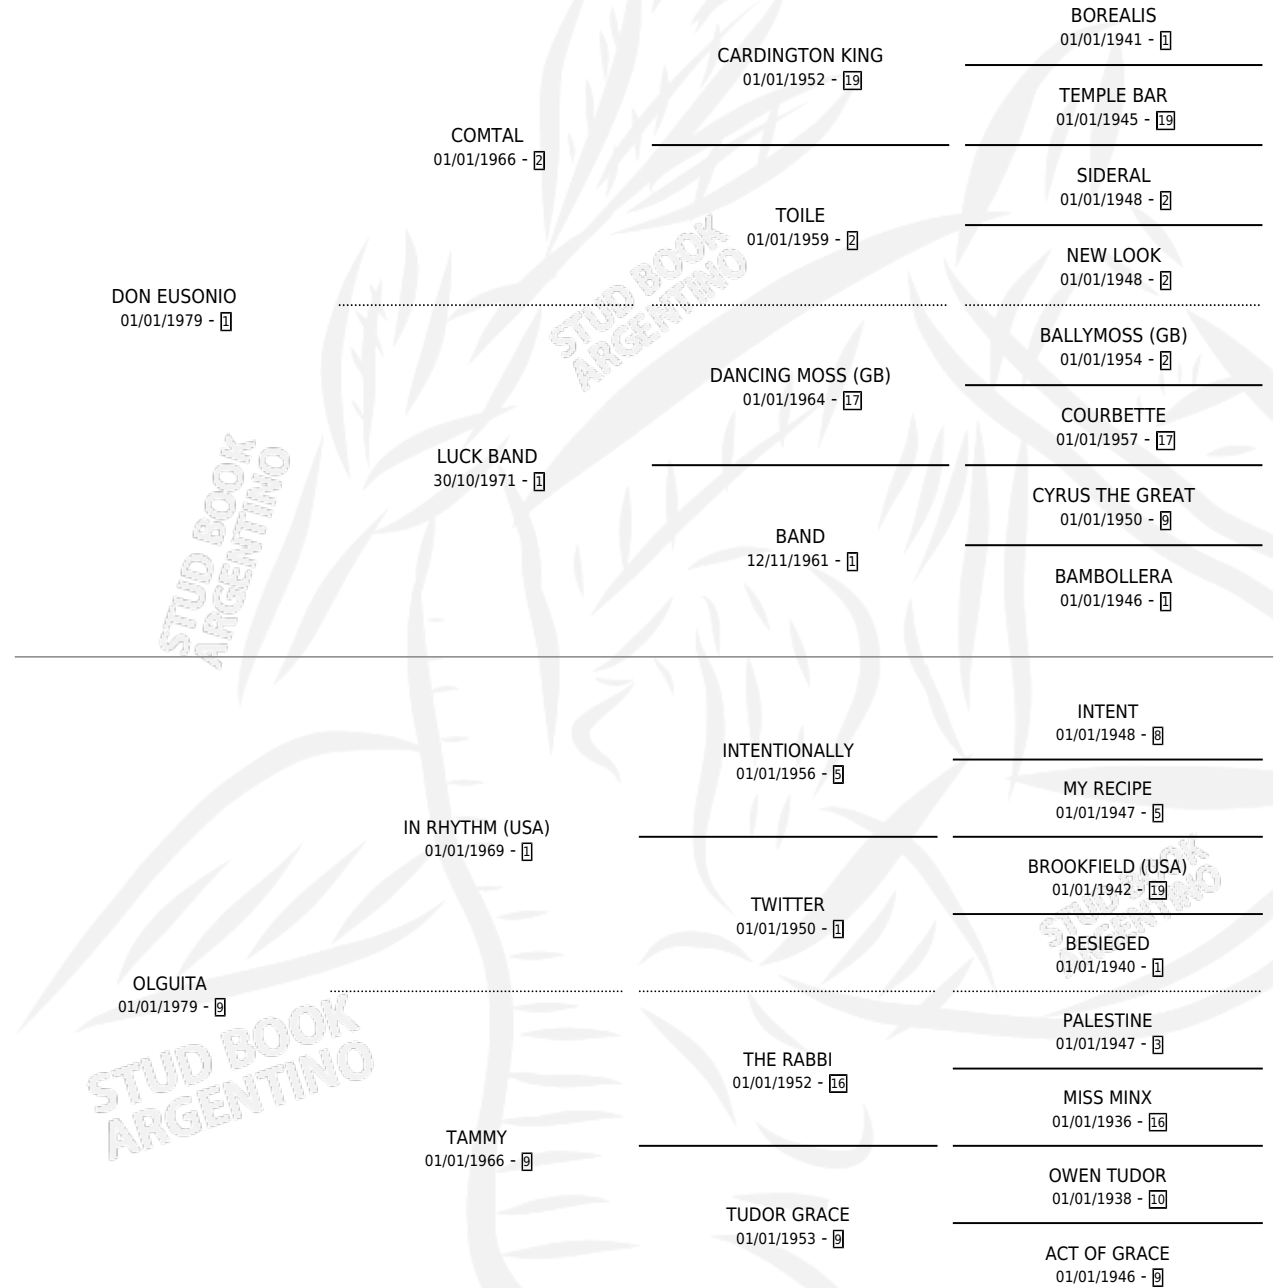 BOREALIS
01/01/1941 - 1
CARDINGTON KING
01/01/1952 - 19
TEMPLE BAR
01/01/1945 - 19
COMTAL
01/01/1966 - 2
SIDERAL
01/01/1948 - 2
TOILE
01/01/1959 - 2
NEW LOOK
01/01/1948 - 2
DON EUSONIO
01/01/1979 - 1
BALLYMOSS (GB)
01/01/1954 - 2
DANCING MOSS (GB)
01/01/1964 - 17
COURBETTE
01/01/1957 - 17
LUCK BAND
30/10/1971 - 1
CYRUS THE GREAT
01/01/1950 - 9
BAND
12/11/1961 - 1
BAMBOLLERA
01/01/1946 - 1
INTENT
01/01/1948 - 8
INTENTIONALLY
01/01/1956 - 5
MY RECIPE
01/01/1947 - 5
IN RHYTHM (USA)
01/01/1969 - 1
BROOKFIELD (USA)
01/01/1942 - 19
TWITTER
01/01/1950 - 1
BESIEGED
01/01/1940 - 1
OLGUITA
01/01/1979 - 9
PALESTINE
01/01/1947 - 3
THE RABBI
01/01/1952 - 16
MISS MINX
01/01/1936 - 16
TAMMY
01/01/1966 - 9
OWEN TUDOR
01/01/1938 - 10
TUDOR GRACE
01/01/1953 - 9
ACT OF GRACE
01/01/1946 - 9
STUD BOOK
ARGENTINO
STUD BOOK
ARGENTINO
STUD BOOK
ARGENTINO
STUD BOOK
ARGENTINO